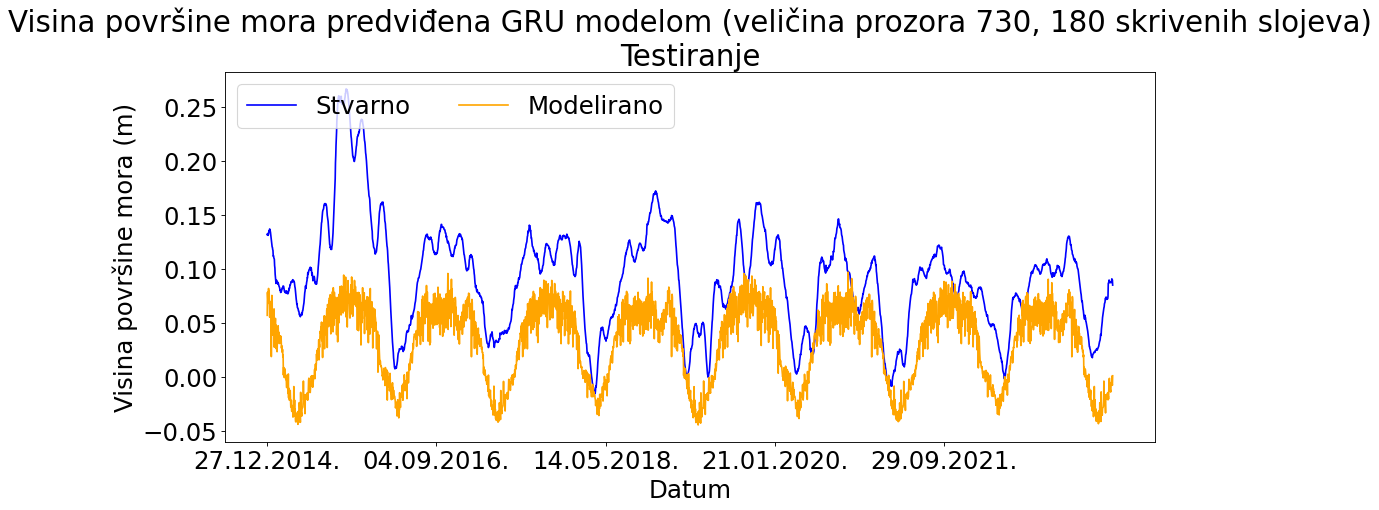 Visina površine mora predviđena GRU modelom (veličina prozora 730, 180 skrivenih slojeva)
Testiranje
Stvarno Modelirano
Visina površine mora (m)
0.25
0.20
0.15
0.10
0.05
0.00
−0.05
27.12.2014. 04.09.2016. 14.05.2018. 21.01.2020. 29.09.2021.
Datum